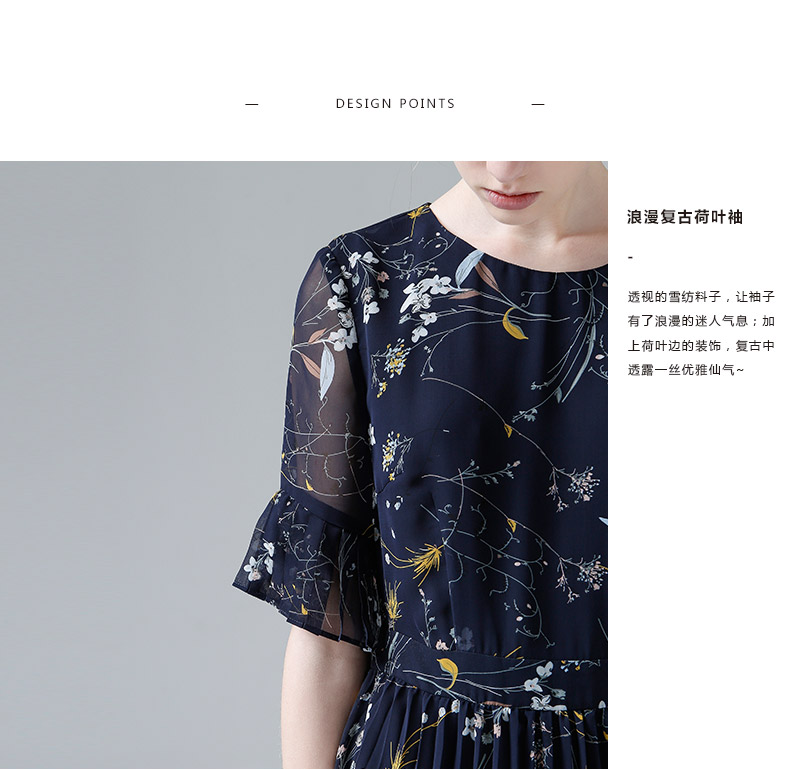 — DESIGN POINTS —
浪漫复古荷叶袖
-
透视的雪纺料子，让袖子
有了浪漫的迷人气息；加
上荷叶边的装饰，复古中
透露一丝优雅仙气~